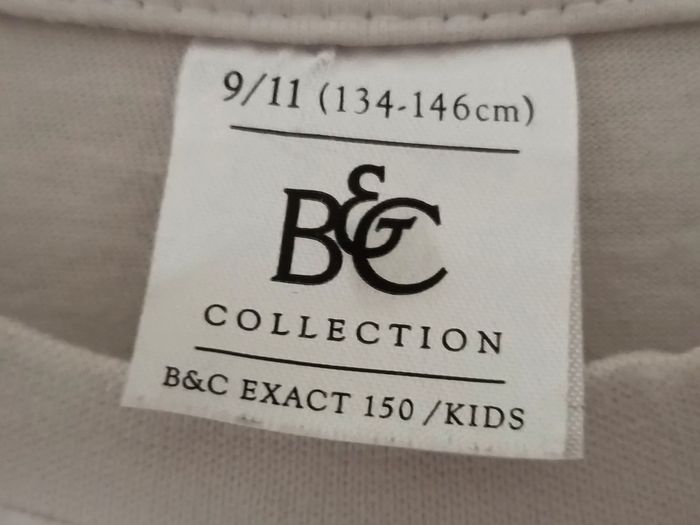 9/11 (134-146cm)
B&C
COLLECTION
B&C EXACT 150 /KIDS